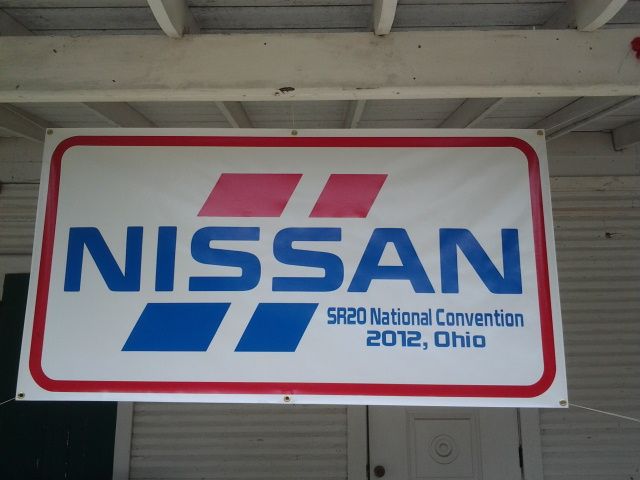 NISSAN
SR20 National Convention
2012, Ohio